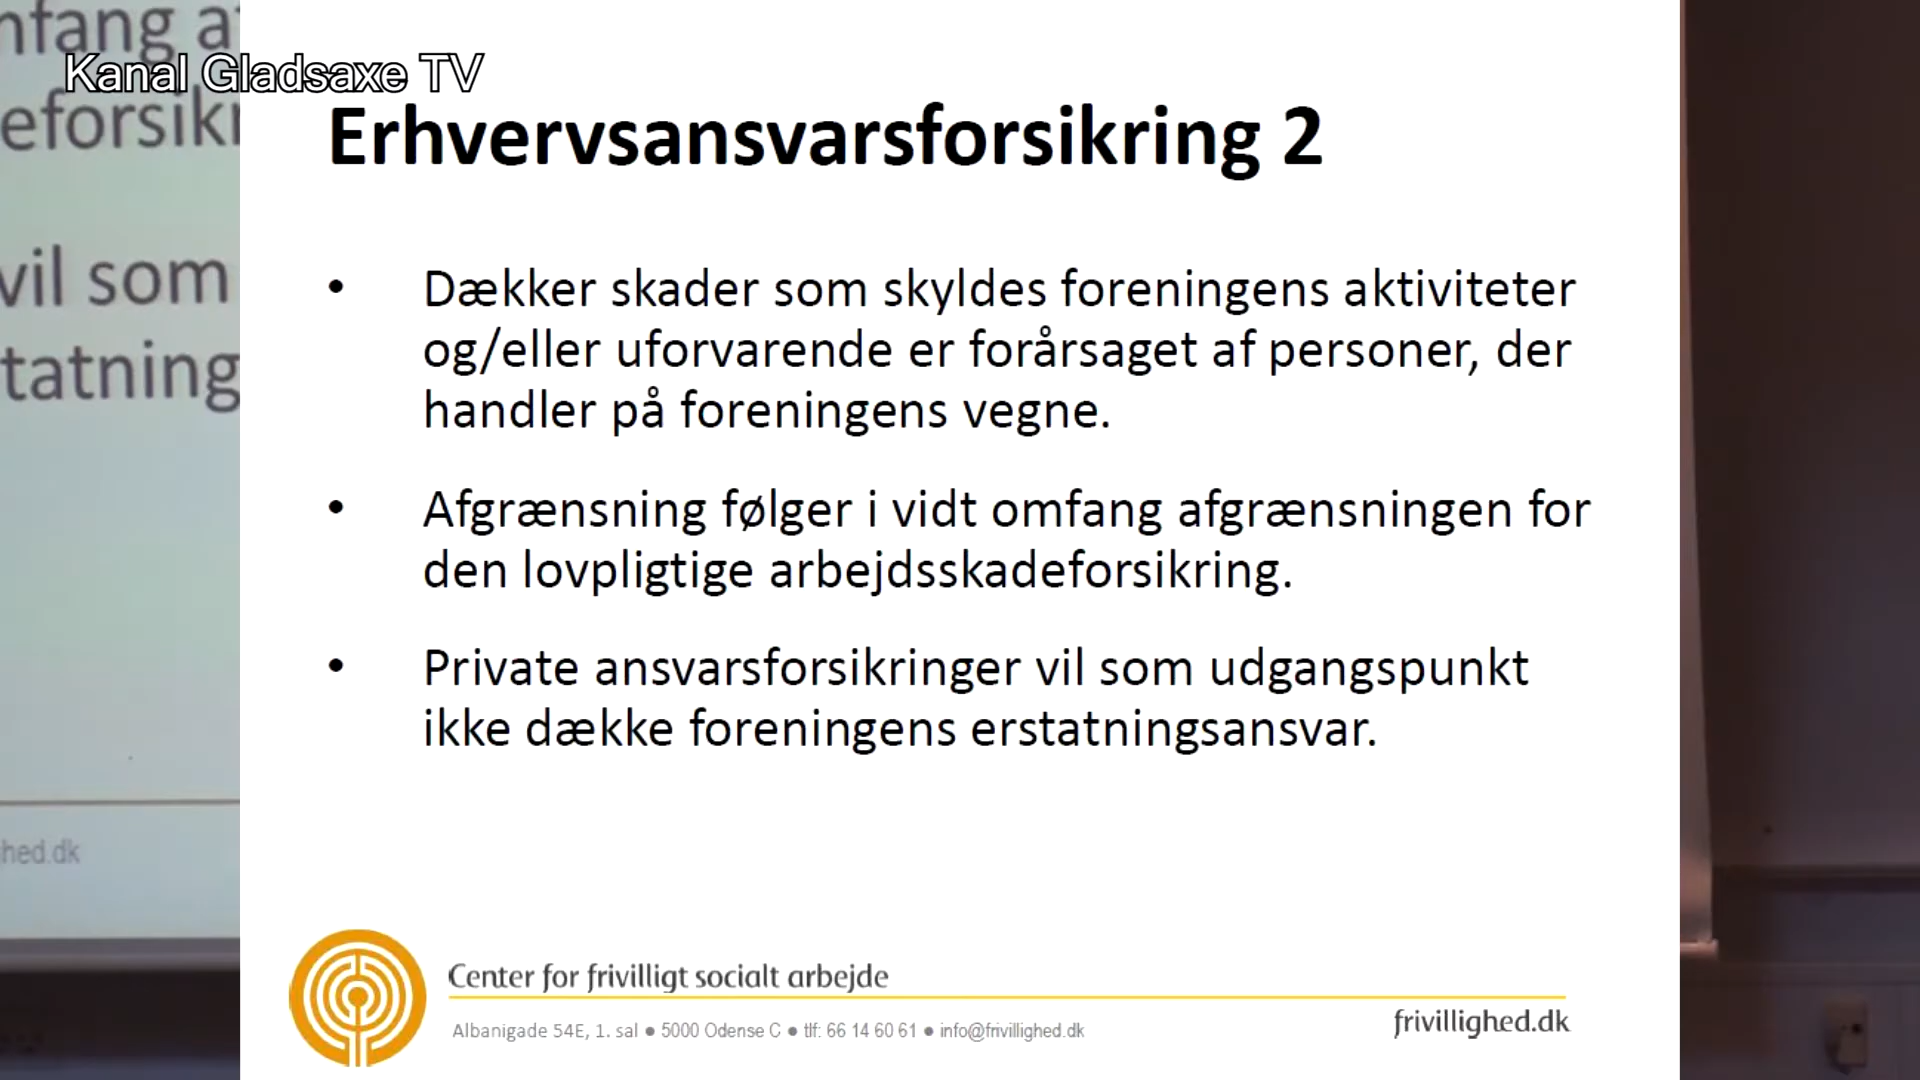 Kanal Gladsaxe TV
Erhvervsansvarsforsikring 2
• Dækker skader som skyldes foreningens aktiviteter
og/eller uforvarende er forårsaget af personer, der
handler på foreningens vegne.
• Afgrænsning følger i vidt omfang afgrænsningen for
den lovpligtige arbejdsskadeforsikring.
• Private ansvarsforsikringer vil som udgangspunkt
ikke dække foreningens erstatningsansvar.
Center for frivilligt socialt arbejde
Albanigade 54E, 1. sal ● 5000 Odense C ● tlf: 66 14 60 61 ● info@frivillighed.dk
frivillighed.dk
vil som